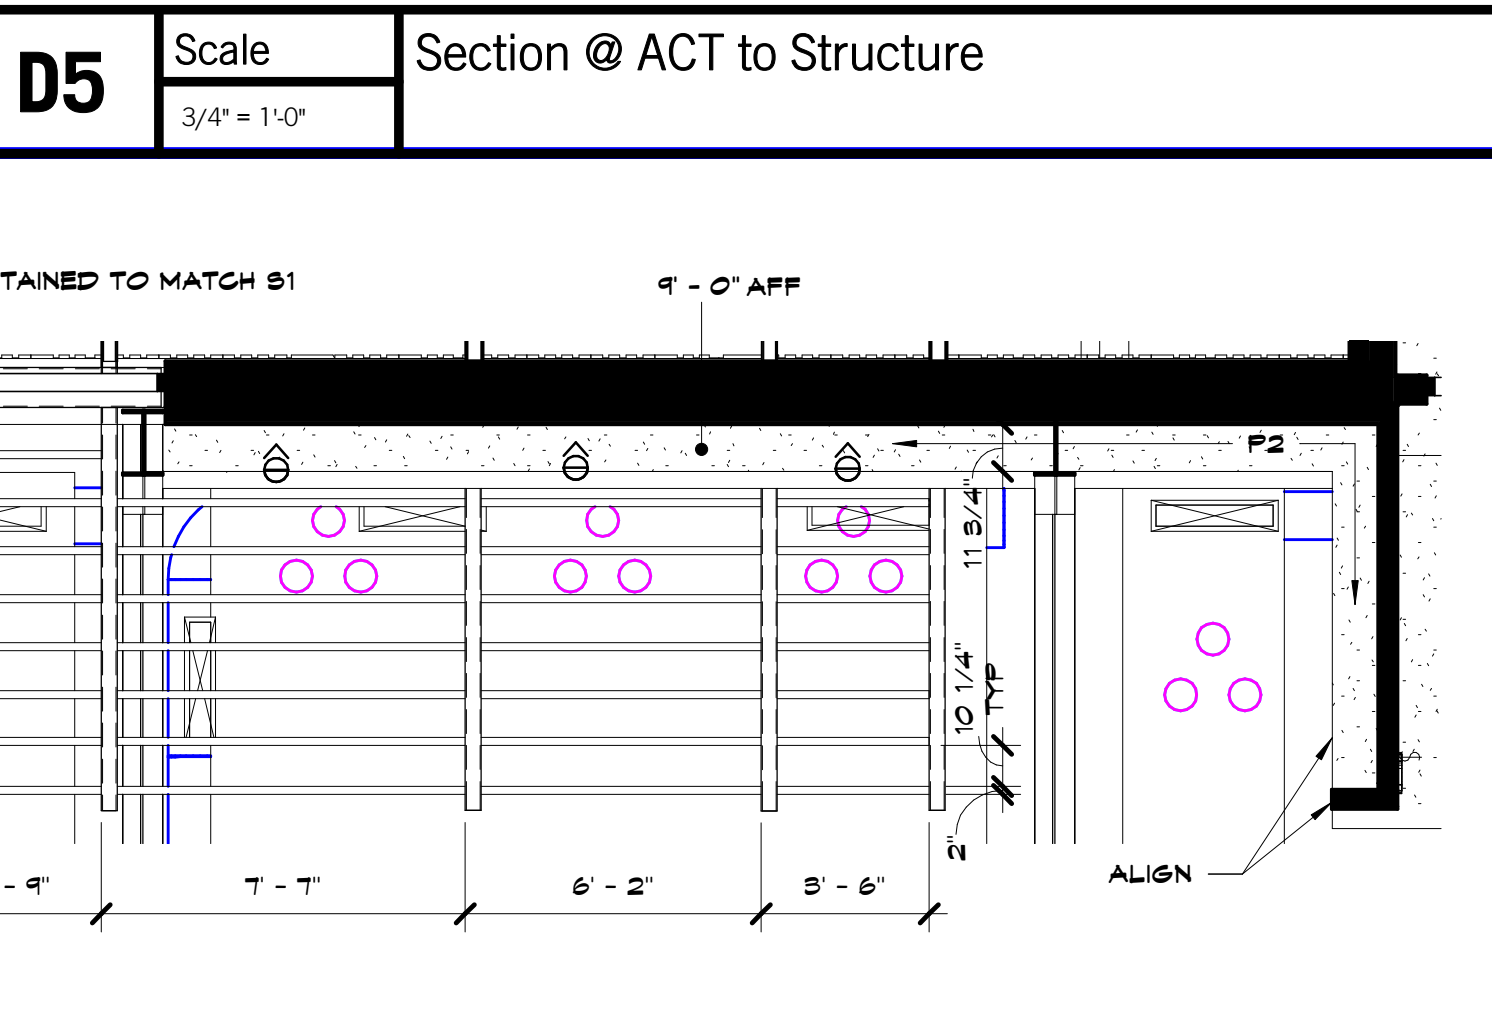 D5
Scale
3/4" = 1'-0"
Section @ ACT to Structure
TAINED TO MATCH S1
9' - 0" AFF
P2
11 3/4"
10 1/4"
TYP
2"
ALIGN
- 9"
7' - 7"
6' - 2"
3' - 6"